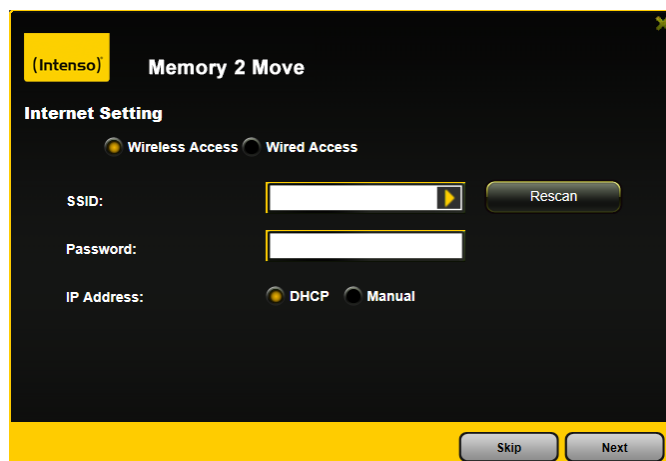 (Intenso)
Memory 2 Move
Internet Setting
Wireless Access Wired Access
SSID: Rescan
Password:
IP Address: DHCP Manual
Skip Next